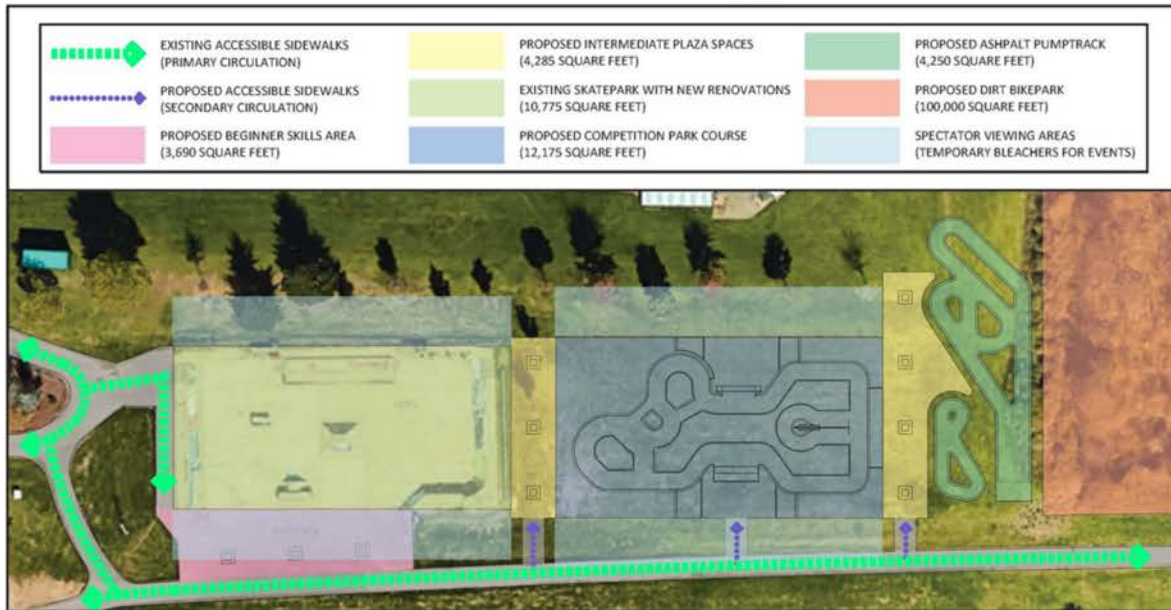 EXISTING ACCESSIBLE SIDEWALKS
(PRIMARY CIRCULATION)
PROPOSED ACCESSIBLE SIDEWALKS
(SECONDARY CIRCULATION)
PROPOSED BEGINNER SKILLS AREA
(3,690 SQUARE FEET)
PROPOSED INTERMEDIATE PLAZA SPACES
(4,285 SQUARE FEET)
EXISTING SKATEPARK WITH NEW RENOVATIONS
(10,775 SQUARE FEET)
PROPOSED COMPETITION PARK COURSE
(12,175 SQUARE FEET)
PROPOSED ASHPALT PUMPTRACK
(4,250 SQUARE FEET)
PROPOSED DIRT BIKEPARK
(100,000 SQUARE FEET)
SPECTATOR VIEWING AREAS
(TEMPORARY BLEACHERS FOR EVENTS)